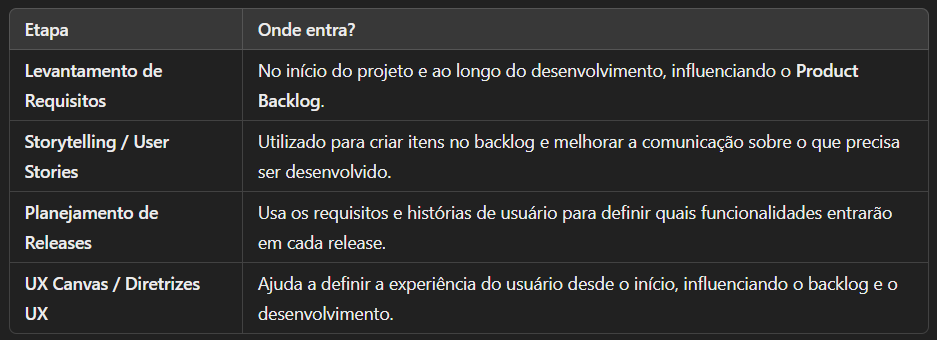 Etapa
Onde entra?
Levantamento de
Requisitos
No início do projeto e ao longo do desenvolvimento, influenciando o Product
Backlog.
Storytelling / User
Stories
Utilizado para criar itens no backlog e melhorar a comunicação sobre o que precisa
ser desenvolvido.
Planejamento de
Releases
Usa os requisitos e histórias de usuário para definir quais funcionalidades entrarão
em cada release.
UX Canvas / Diretrizes
UX
Ajuda a definir a experiência do usuário desde o início, influenciando o backlog e o
desenvolvimento.